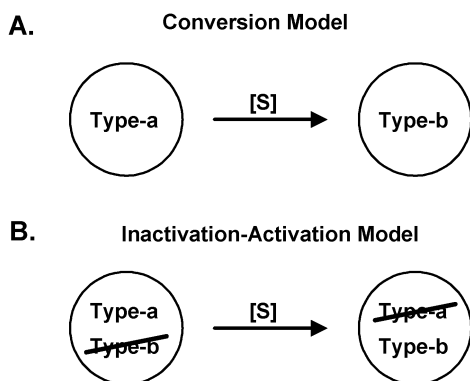 A.
Conversion Model
Type-a
[S]
Type-b
B.
Inactivation-Activation Model
Type-a
Type-b
[S]
Type-a
Type-b